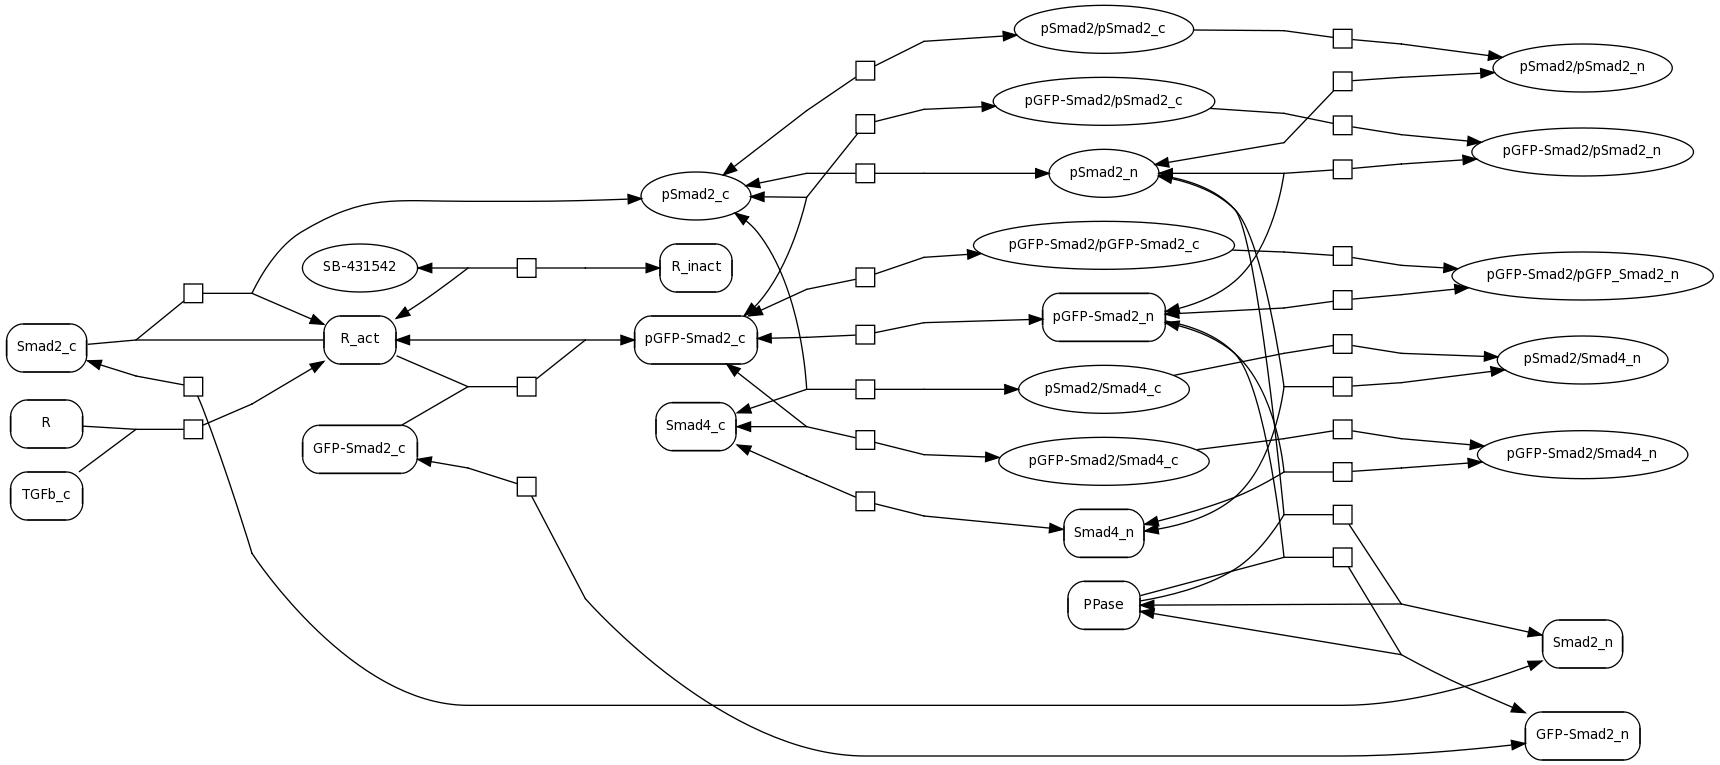 pSmad2/pSmad2_c
pSmad2/pSmad2_n
pGFP-Smad2/pSmad2_c
pGFP-Smad2/pSmad2_n
pSmad2_n
pSmad2_c
pGFP-Smad2/pGFP-Smad2_c
SB-431542
R_inact
pGFP-Smad2/pGFP_Smad2_n
pGFP-Smad2_n
Smad2_c
R_act
pGFP-Smad2_c
pSmad2/Smad4_n
pSmad2/Smad4_c
R
Smad4_c
GFP-Smad2_c
pGFP-Smad2/Smad4_c
pGFP-Smad2/Smad4_n
TGFb_c
Smad4_n
PPase
Smad2_n
GFP-Smad2_n